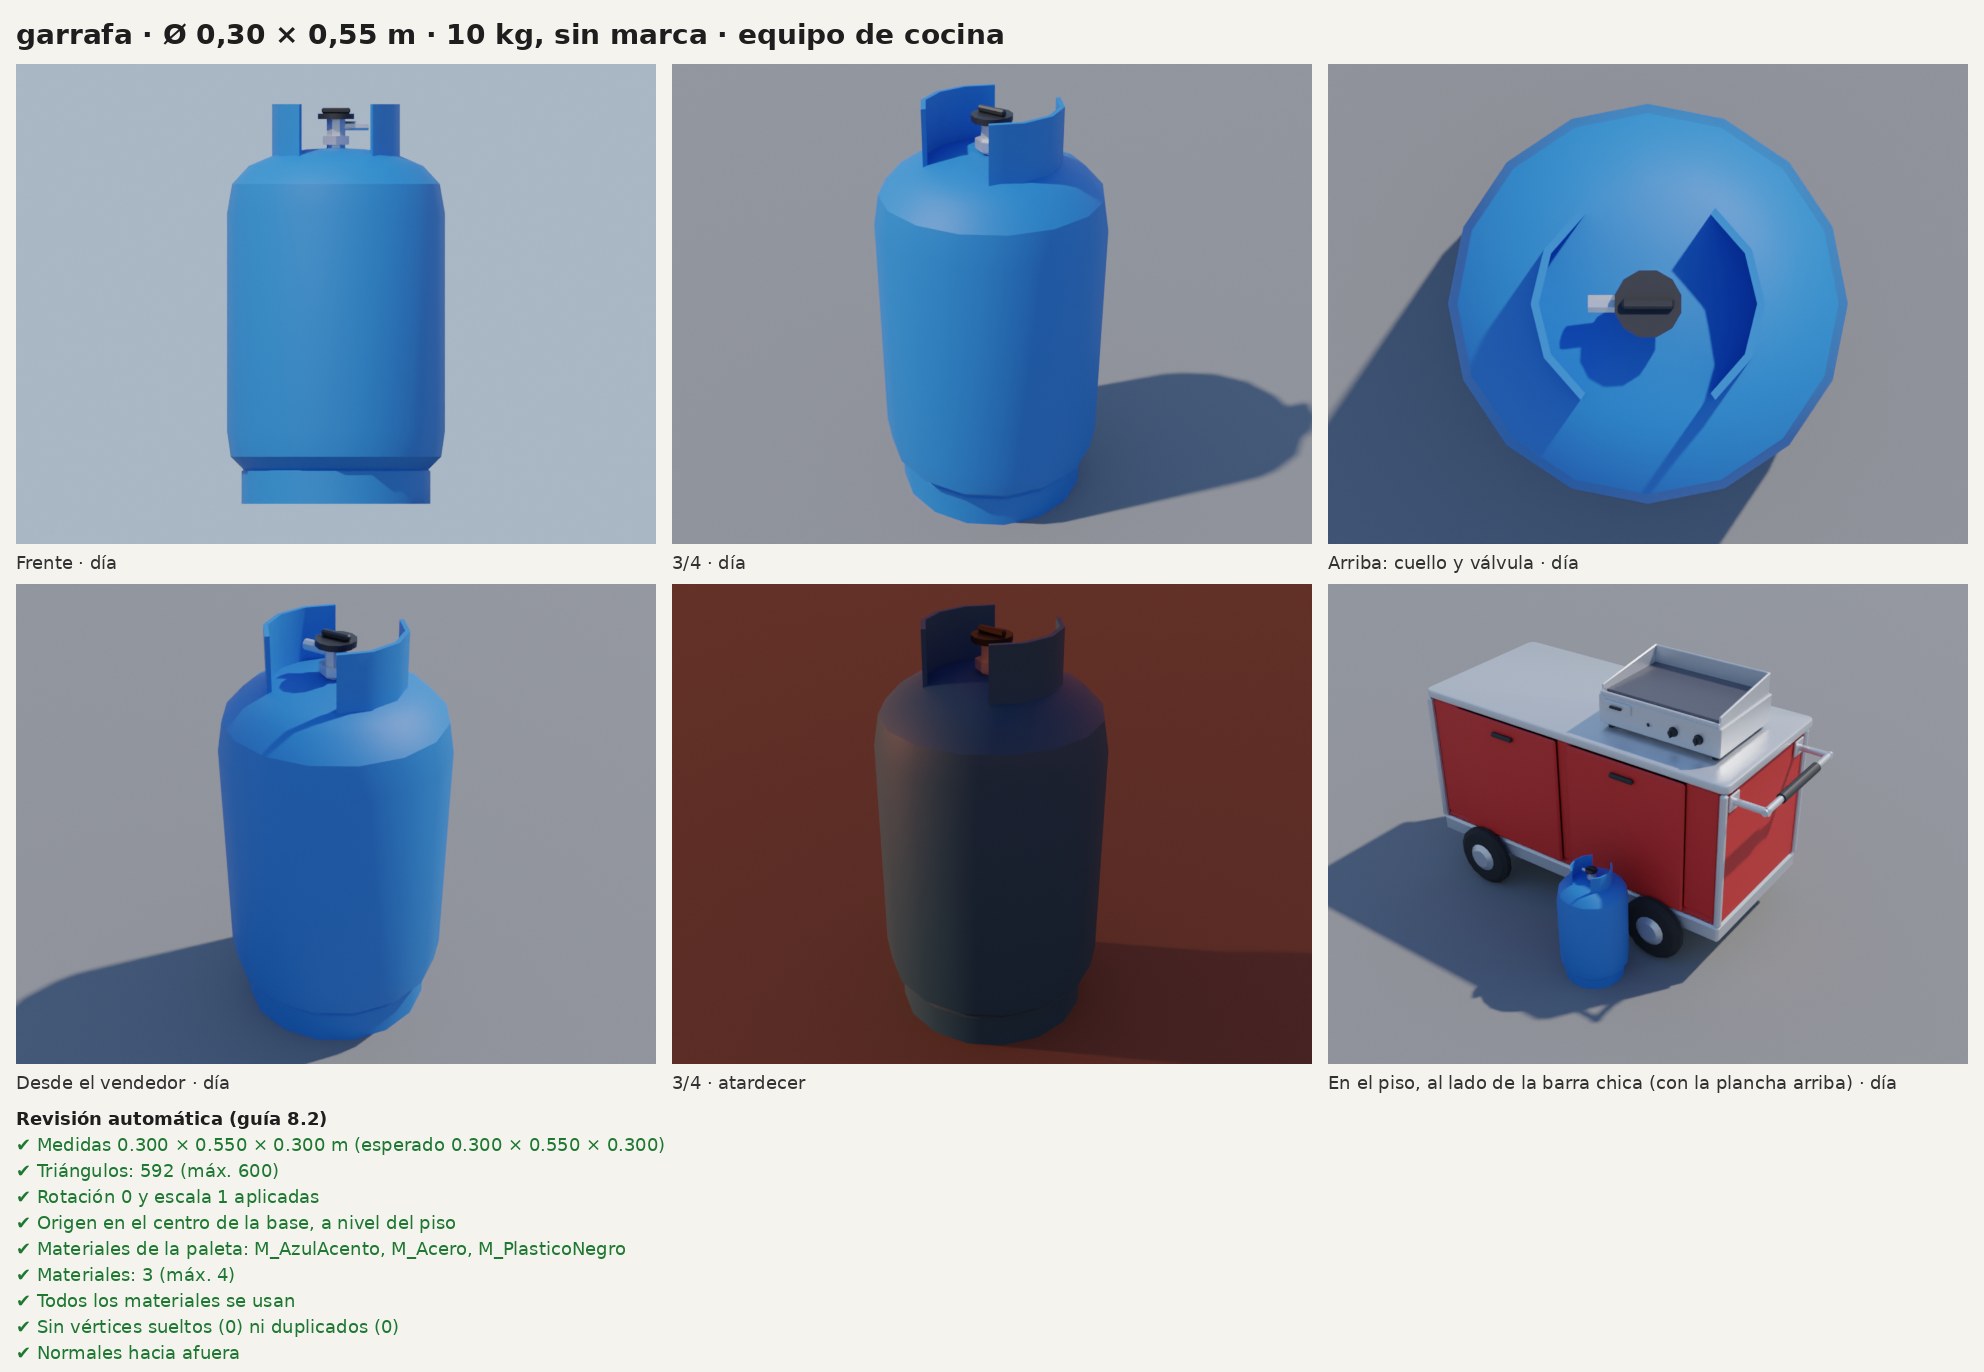 garrafa · Ø 0,30 × 0,55 m · 10 kg, sin marca · equipo de cocina
Frente · día
3/4 · día
Arriba: cuello y válvula · día
Desde el vendedor · día
3/4 · atardecer
En el piso, al lado de la barra chica (con la plancha arriba) · día
Revisión automática (guía 8.2)
✔ Medidas 0.300 × 0.550 × 0.300 m (esperado 0.300 × 0.550 × 0.300)
✔ Triángulos: 592 (máx. 600)
✔ Rotación 0 y escala 1 aplicadas
✔ Origen en el centro de la base, a nivel del piso
✔ Materiales de la paleta: M_AzulAcento, M_Acero, M_PlasticoNegro
✔ Materiales: 3 (máx. 4)
✔ Todos los materiales se usan
✔ Sin vértices sueltos (0) ni duplicados (0)
✔ Normales hacia afuera